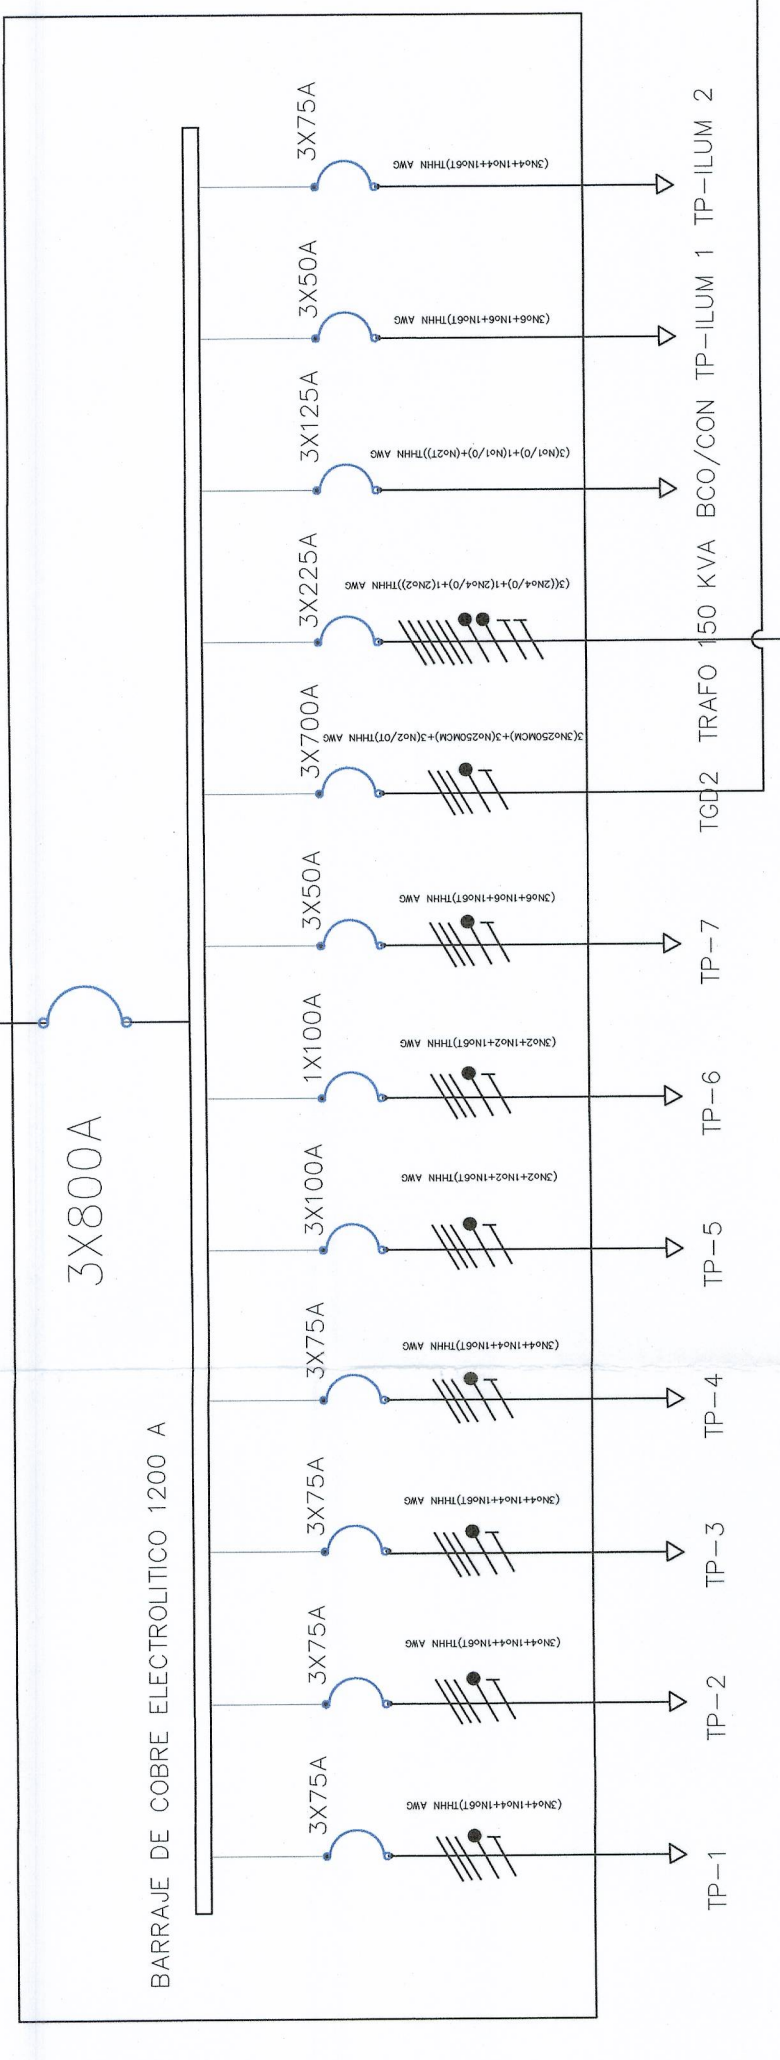 3X800A
BARRAJE DE COBRE ELECTROLITICO 1200 A
3X75A
(3No4+1No4+1No6T)THHN AWG
TP-1
3X75A
(3No4+1No4+1No6T)THHN AWG
TP-2
3X75A
(3No4+1No4+1No6T)THHN AWG
TP-3
3X75A
(3No4+1No4+1No6T)THHN AWG
TP-4
3X100A
(3No2+1No2+1No6T)THHN AWG
TP-5
1X100A
(3No2+1No2+1No6T)THHN AWG
TP-6
3X50A
(3No6+1No6+1No6T)THHN AWG
TP-7
3X700A
3(3No250MCM)+3(No250MCM)+3(No2/0T)THHN AWG
TGD2
3X225A
(3(2No4/0)+1(2No4/0)+1(2No2))THHN AWG
TRAFO 150 KVA
3X125A
(3(No1/0)+1(No1/0)+(No2T))THHN AWG
BCO/CON
3X50A
(3No6+1No6+1No6T)THHN AWG
TP-ILUM 1
3X75A
(3No4+1No4+1No6T)THHN AWG
TP-ILUM 2